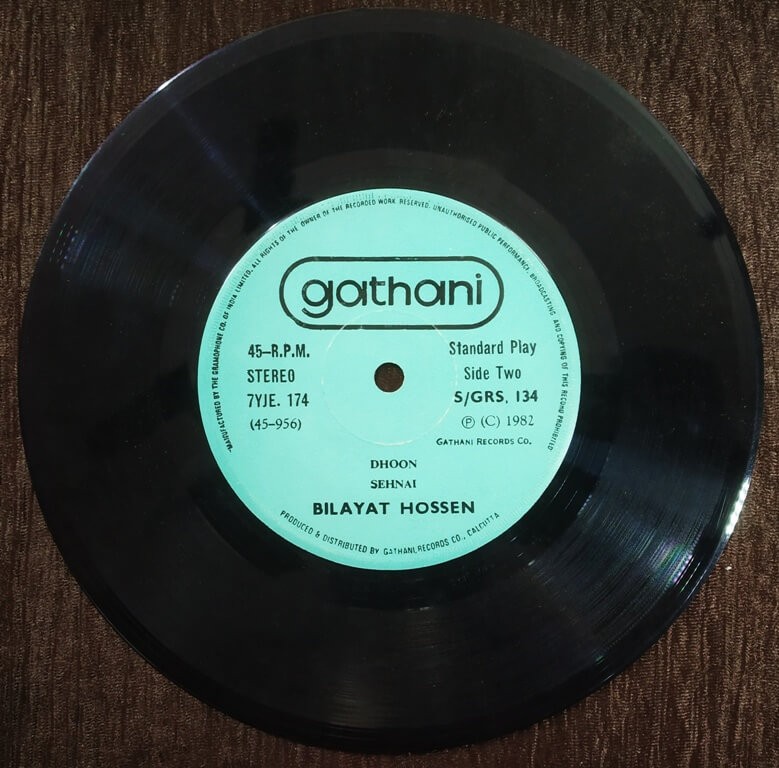 "MANUFACTURED BY THE GRAMOPHONE CO. OF INDIA LIMITED. ALL RIGHTS OF THE OWNER OF THE RECORDED WORK RESERVED. UNAUTHORISED PUBLIC PERFORMANCE, BROADCASTING AND COPYING OF THIS RECORD PROHIBITED"
gathani
45–R.P.M.
STEREO
7YJE. 174
(45–956)
Standard Play
Side Two
S/GRS, 134
Ⓟ (C) 1982
GATHANI RECORDS CO.
DHOON
SEHNAI
BILAYAT HOSSEN
PRODUCED & DISTRIBUTED BY GATHANI RECORDS CO., CALCUTTA